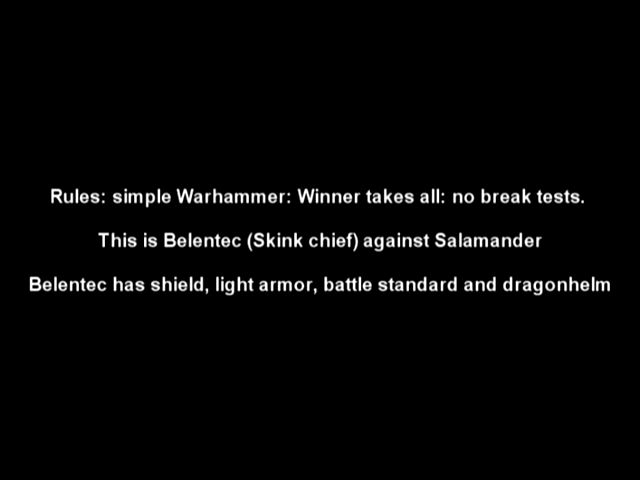 Rules: simple Warhammer: Winner takes all: no break tests.
This is Belentec (Skink chief) against Salamander
Belentec has shield, light armor, battle standard and dragonhelm